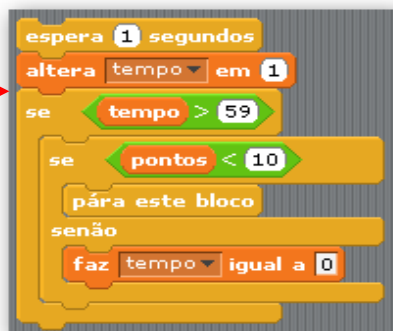 espera 1 segundos
altera tempo em 1
se tempo > 59
se pontos < 10
pára este bloco
senão
faz tempo igual a 0